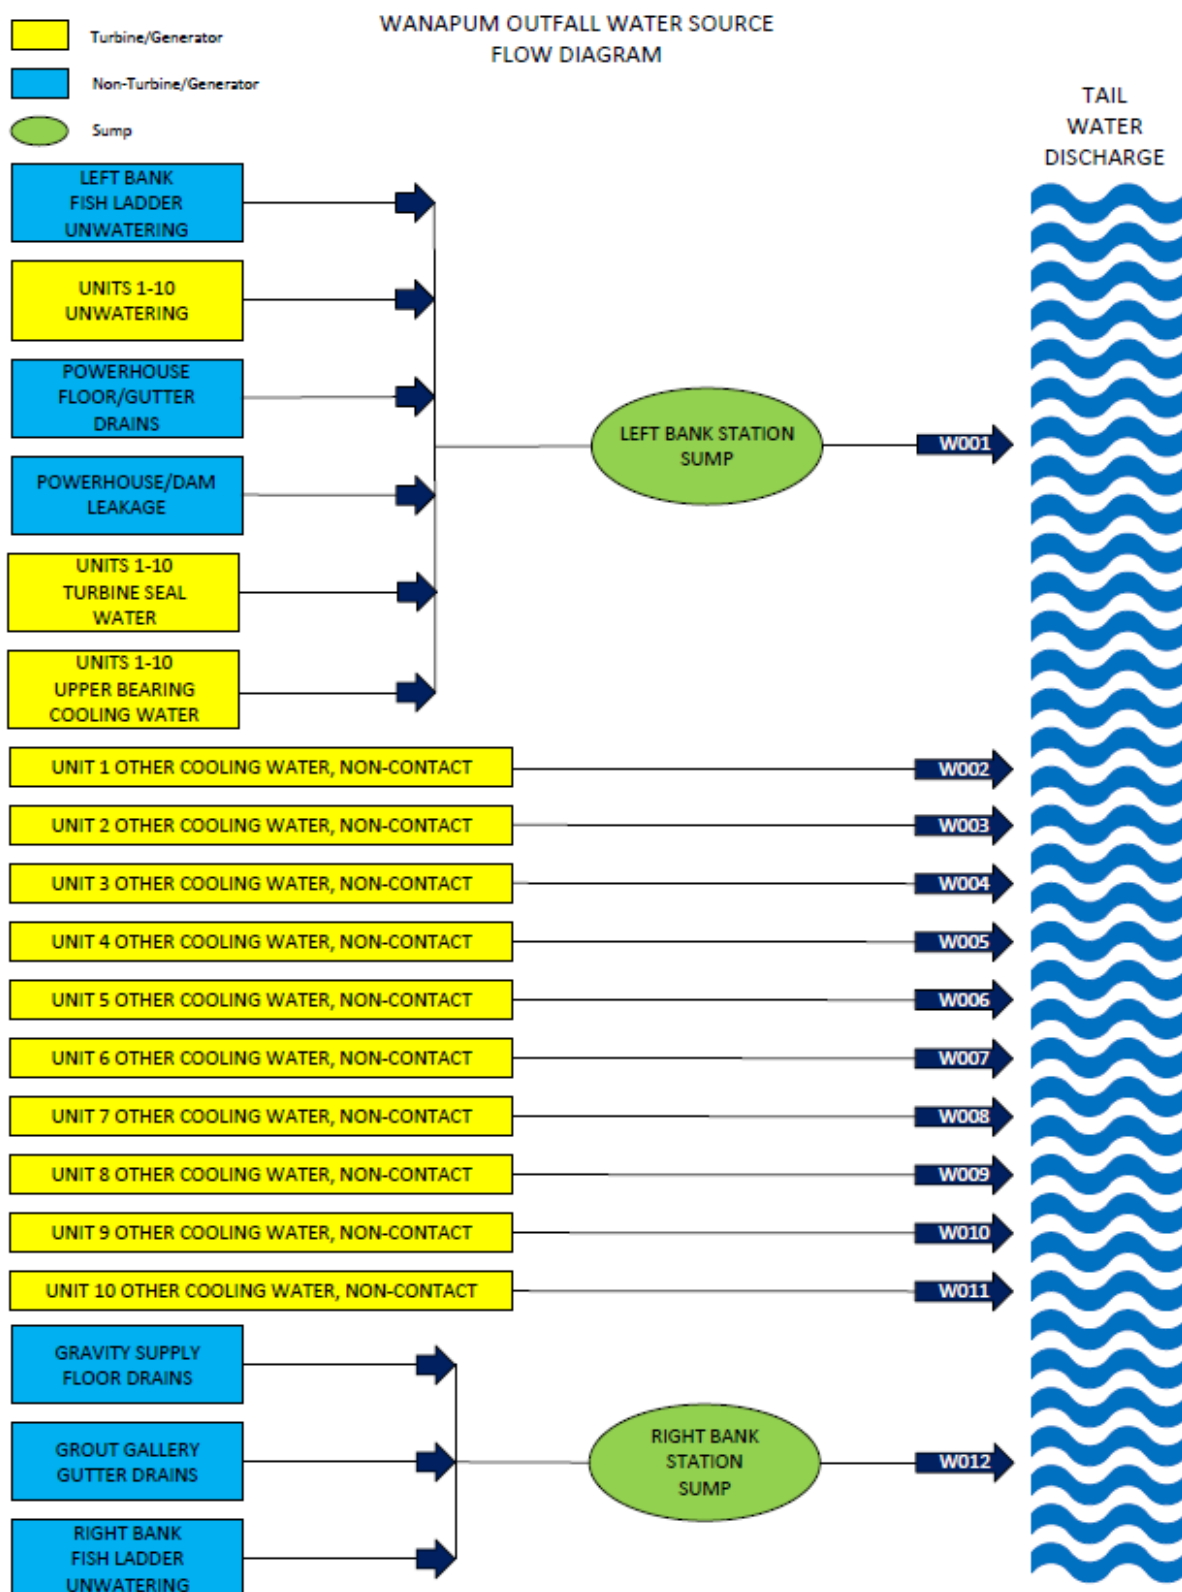 WANAPUM OUTFALL WATER SOURCE
FLOW DIAGRAM
Turbine/Generator
Non-Turbine/Generator
Sump
TAIL
WATER
DISCHARGE
LEFT BANK
FISH LADDER
UNWATERING
UNITS 1-10
UNWATERING
POWERHOUSE
FLOOR/GUTTER
DRAINS
POWERHOUSE/DAM
LEAKAGE
UNITS 1-10
TURBINE SEAL
WATER
UNITS 1-10
UPPER BEARING
COOLING WATER
LEFT BANK STATION
SUMP
W001
UNIT 1 OTHER COOLING WATER, NON-CONTACT
W002
UNIT 2 OTHER COOLING WATER, NON-CONTACT
W003
UNIT 3 OTHER COOLING WATER, NON-CONTACT
W004
UNIT 4 OTHER COOLING WATER, NON-CONTACT
W005
UNIT 5 OTHER COOLING WATER, NON-CONTACT
W006
UNIT 6 OTHER COOLING WATER, NON-CONTACT
W007
UNIT 7 OTHER COOLING WATER, NON-CONTACT
W008
UNIT 8 OTHER COOLING WATER, NON-CONTACT
W009
UNIT 9 OTHER COOLING WATER, NON-CONTACT
W010
UNIT 10 OTHER COOLING WATER, NON-CONTACT
W011
GRAVITY SUPPLY
FLOOR DRAINS
GROUT GALLERY
GUTTER DRAINS
RIGHT BANK
FISH LADDER
UNWATERING
RIGHT BANK
STATION
SUMP
W012